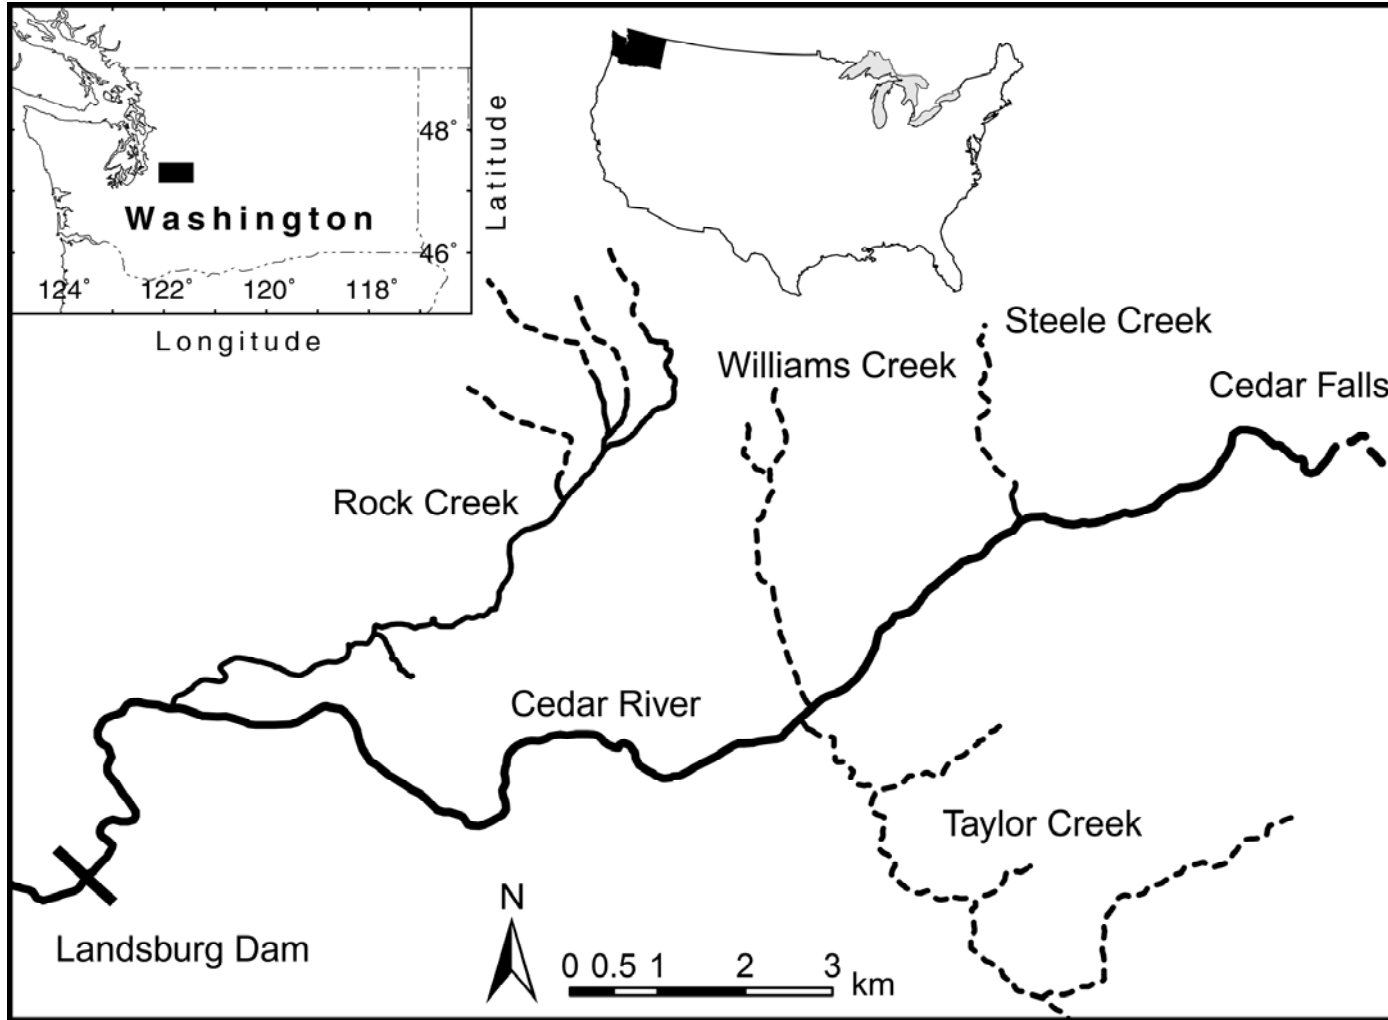 48°
Latitude
Washington
46°
124° 122° 120° 118°
Longitude
Steele Creek
Williams Creek
Cedar Falls
Rock Creek
Cedar River
Taylor Creek
N
Landsburg Dam
0 0.5 1 2 3
km